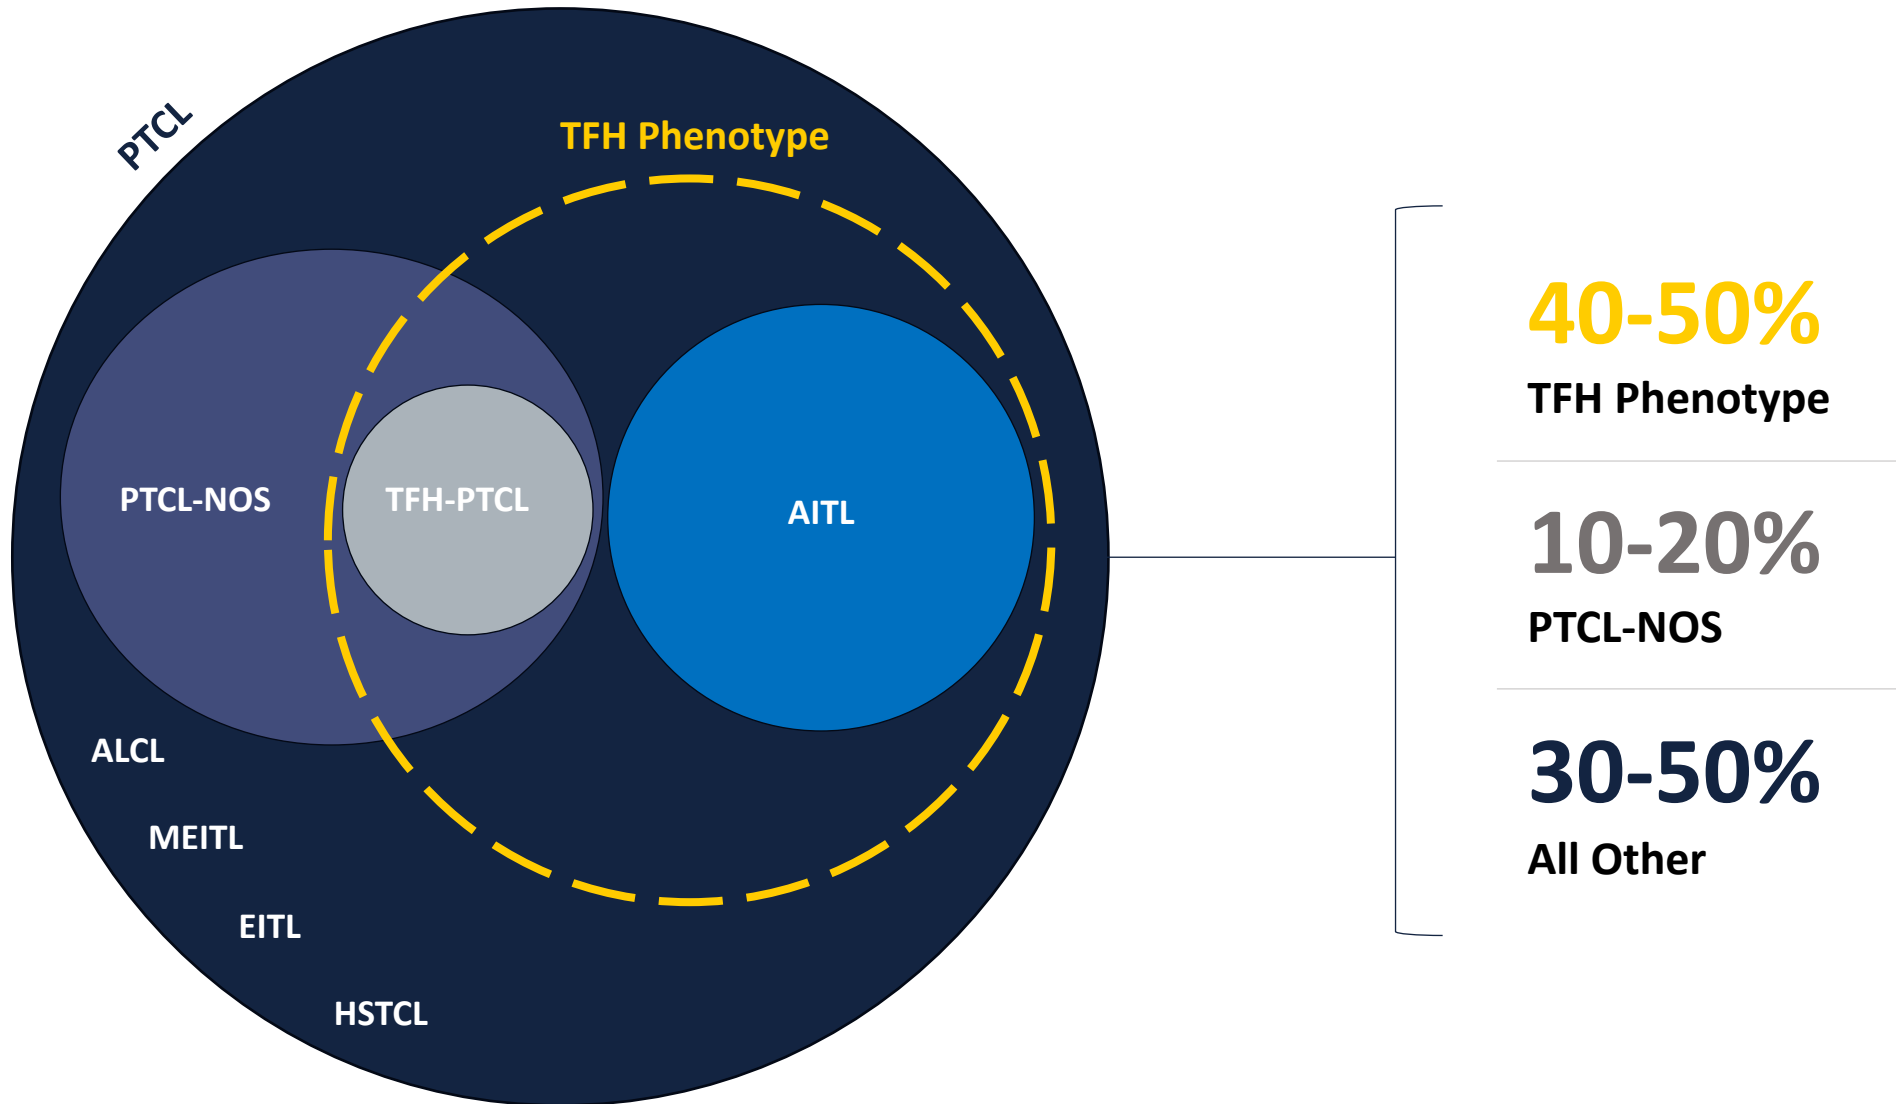 PTCL
TFH Phenotype
PTCL-NOS
TFH-PTCL
AITL
ALCL
MEITL
EITL
HSTCL
40-50%
TFH Phenotype
10-20%
PTCL-NOS
30-50%
All Other